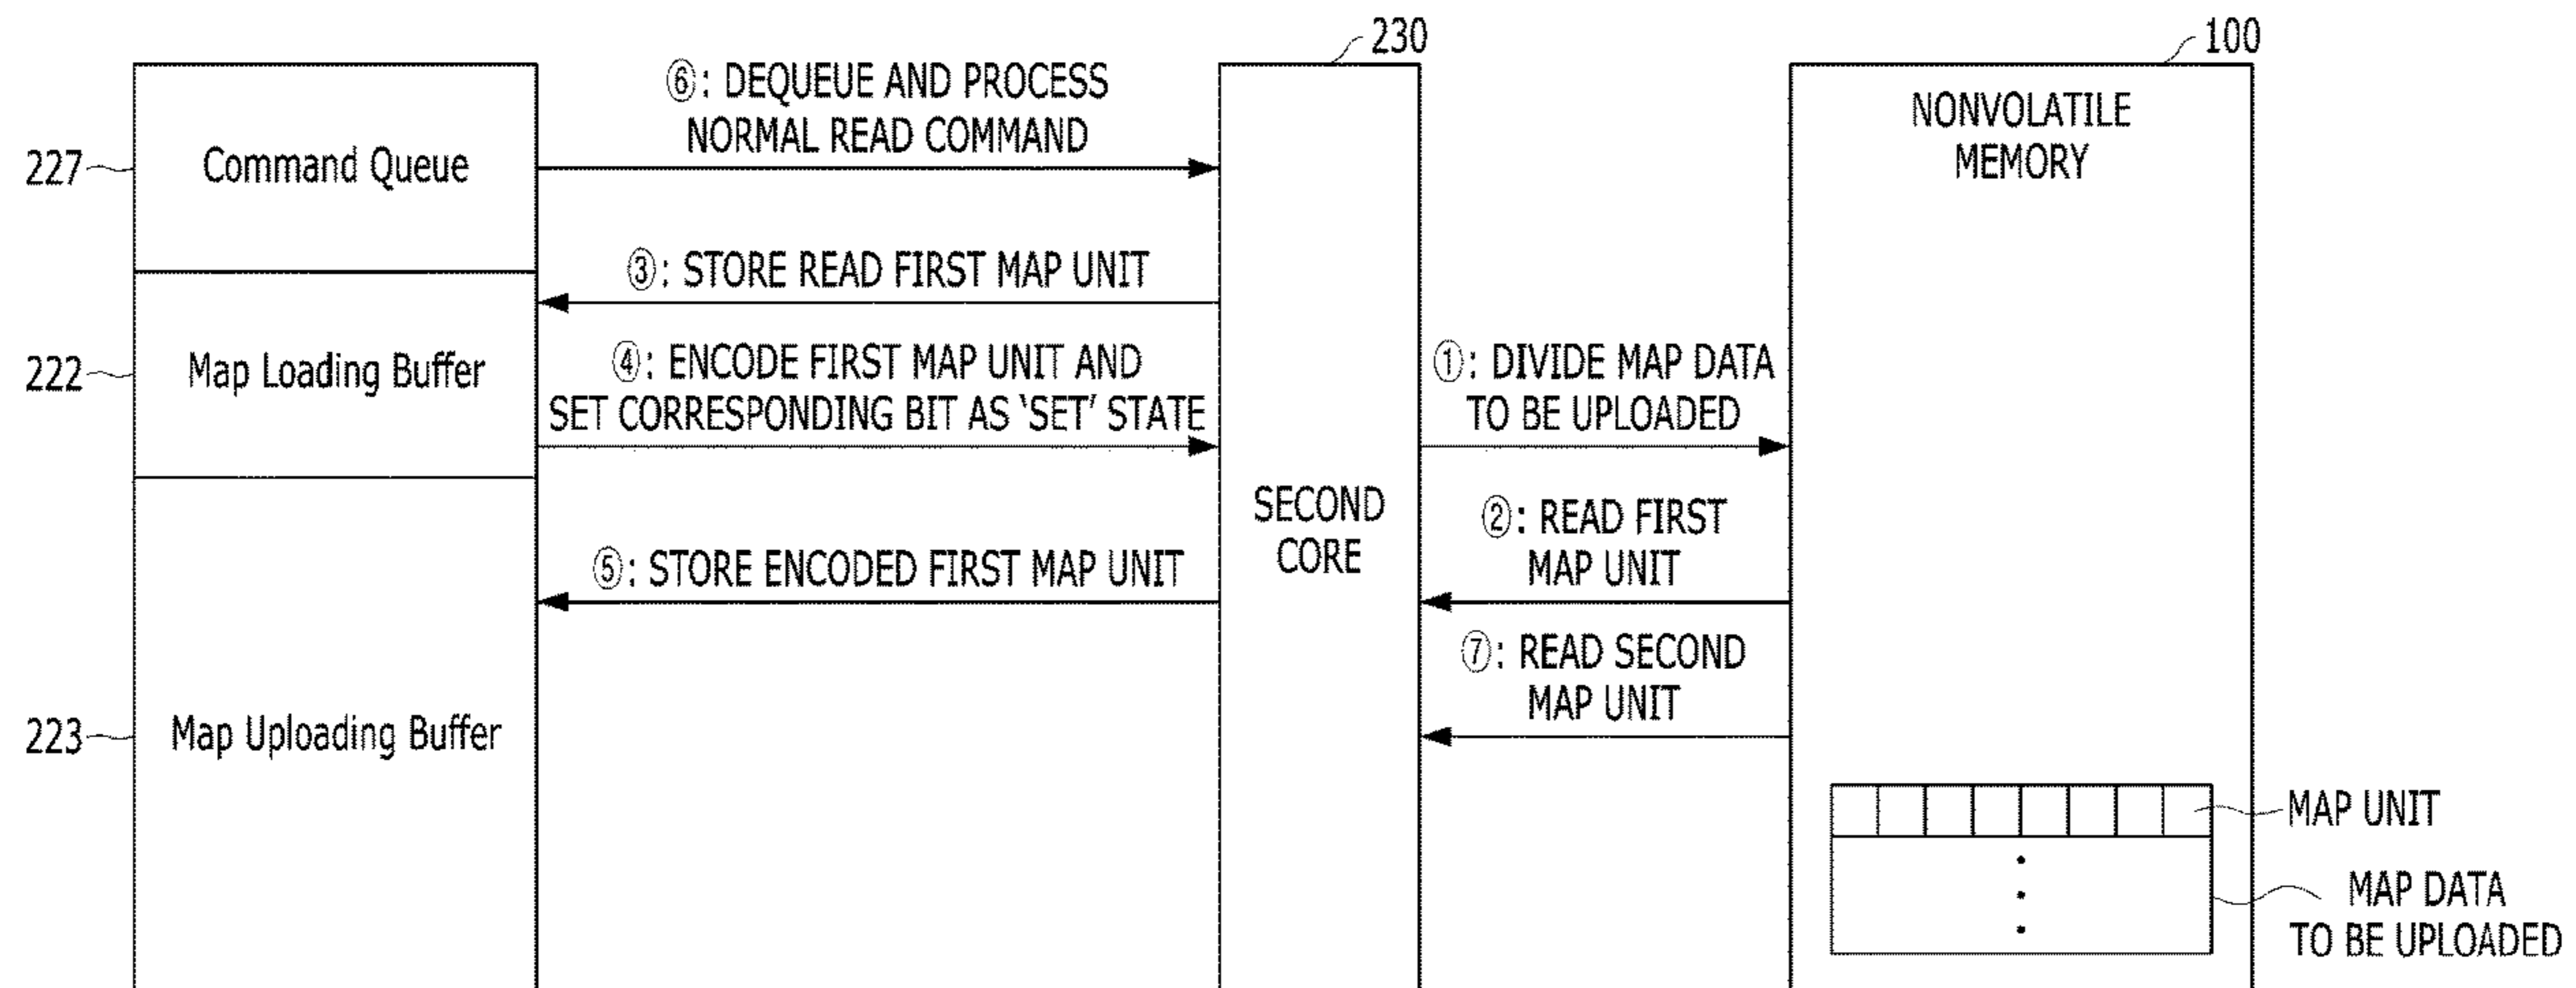 230
100
⑥: DEQUEUE AND PROCESS
NORMAL READ COMMAND
NONVOLATILE
MEMORY
227
Command Queue
③: STORE READ FIRST MAP UNIT
222
Map Loading Buffer
④: ENCODE FIRST MAP UNIT AND
SET CORRESPONDING BIT AS ‘SET’ STATE
①: DIVIDE MAP DATA
TO BE UPLOADED
SECOND
CORE
②: READ FIRST
MAP UNIT
⑤: STORE ENCODED FIRST MAP UNIT
⑦: READ SECOND
MAP UNIT
223
Map Uploading Buffer
MAP UNIT
MAP DATA
TO BE UPLOADED